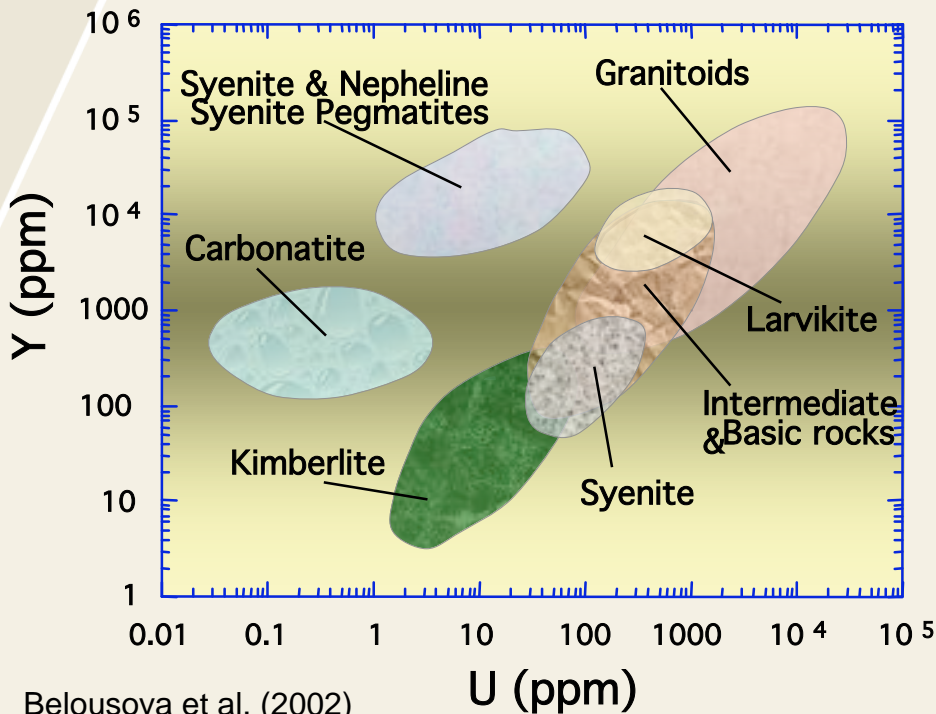 10 6
10 5
10 4
1000
100
10
1
Y (ppm)
Syenite & Nepheline
Syenite Pegmatites
Granitoids
Carbonatite
Larvikite
Intermediate
&Basic rocks
Kimberlite
Syenite
0.01 0.1 1 10 100 1000 10 4 10 5
U (ppm)
Belousova et al. (2002)